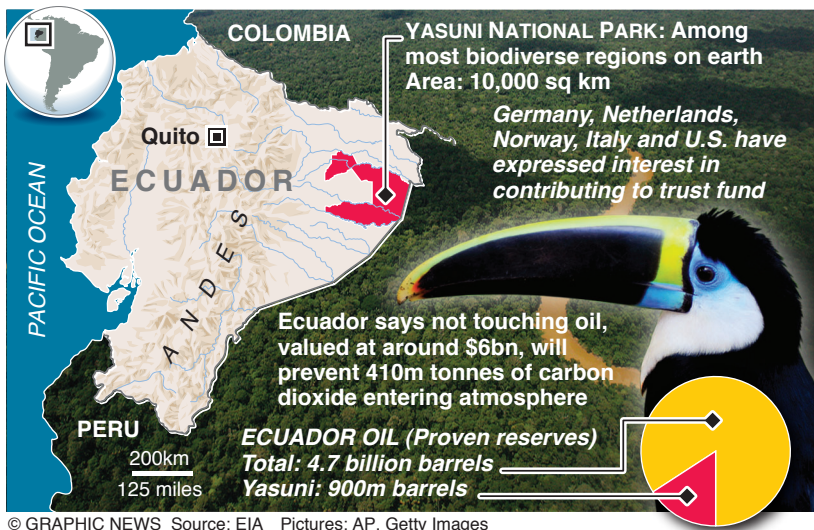 COLOMBIA
YASUNI NATIONAL PARK: Among
most biodiverse regions on earth
Area: 10,000 sq km
Germany, Netherlands,
Norway, Italy and U.S. have
expressed interest in
contributing to trust fund
Quito
ECUADOR
PACIFIC OCEAN
ANDES
Ecuador says not touching oil,
valued at around $6bn, will
prevent 410m tonnes of carbon
dioxide entering atmosphere
PERU
200km
125 miles
ECUADOR OIL (Proven reserves)
Total: 4.7 billion barrels
Yasuni: 900m barrels
© GRAPHIC NEWS Source: EIA Pictures: AP, Getty Images